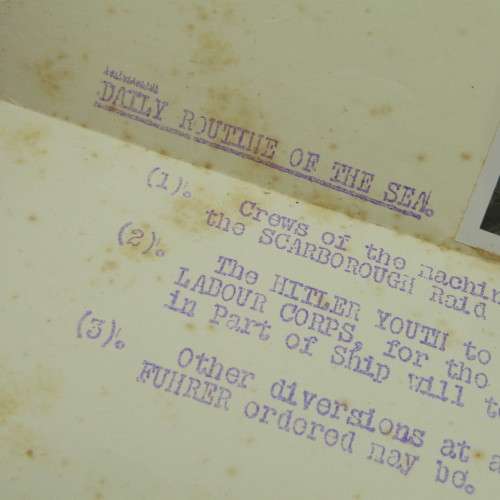 DAILY ROUTINE OF THE SEA.
(1). Crews of the machi
the SCARBOROUGH Raid
(2). The HITLER YOUTH to
LABOUR CORPS, for the
in Part of Ship will t
(3). Other diversions at a
FUHRER ordered may be.